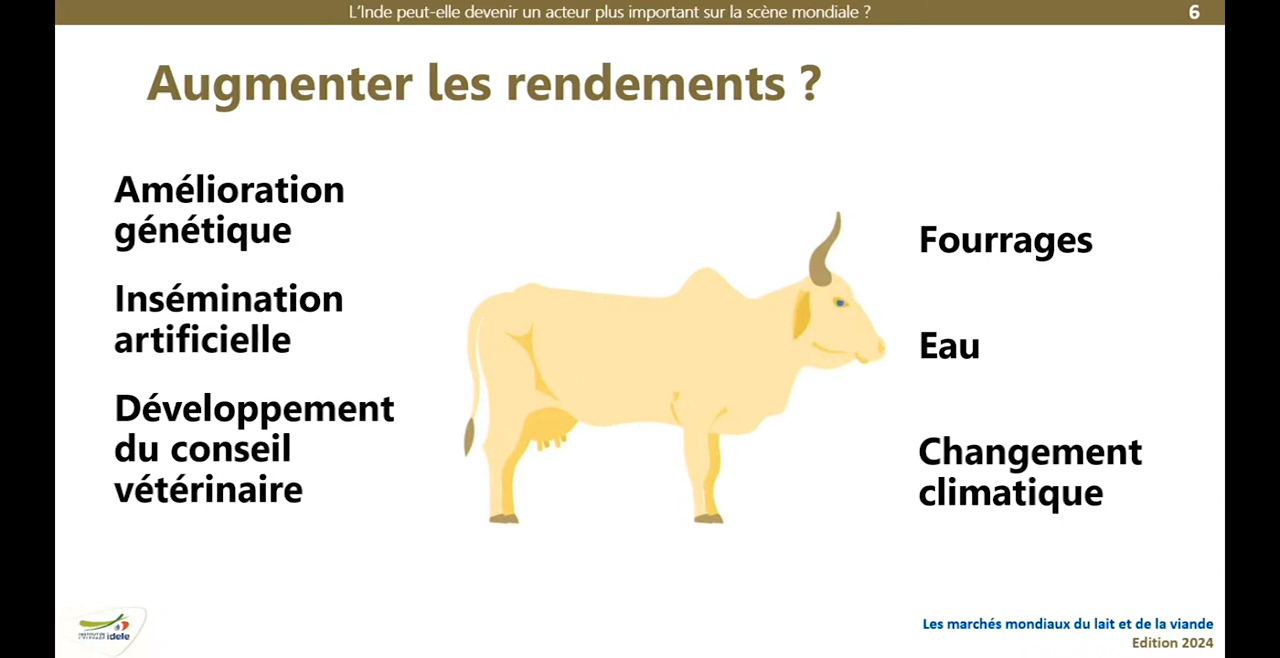 L'Inde peut-elle devenir un acteur plus important sur la scène mondiale ?
6
Augmenter les rendements ?
Amélioration
génétique
Insémination
artificielle
Développement
du conseil
vétérinaire
Fourrages
Eau
Changement
climatique
idele
Les marchés mondiaux du lait et de la viande
Edition 2024